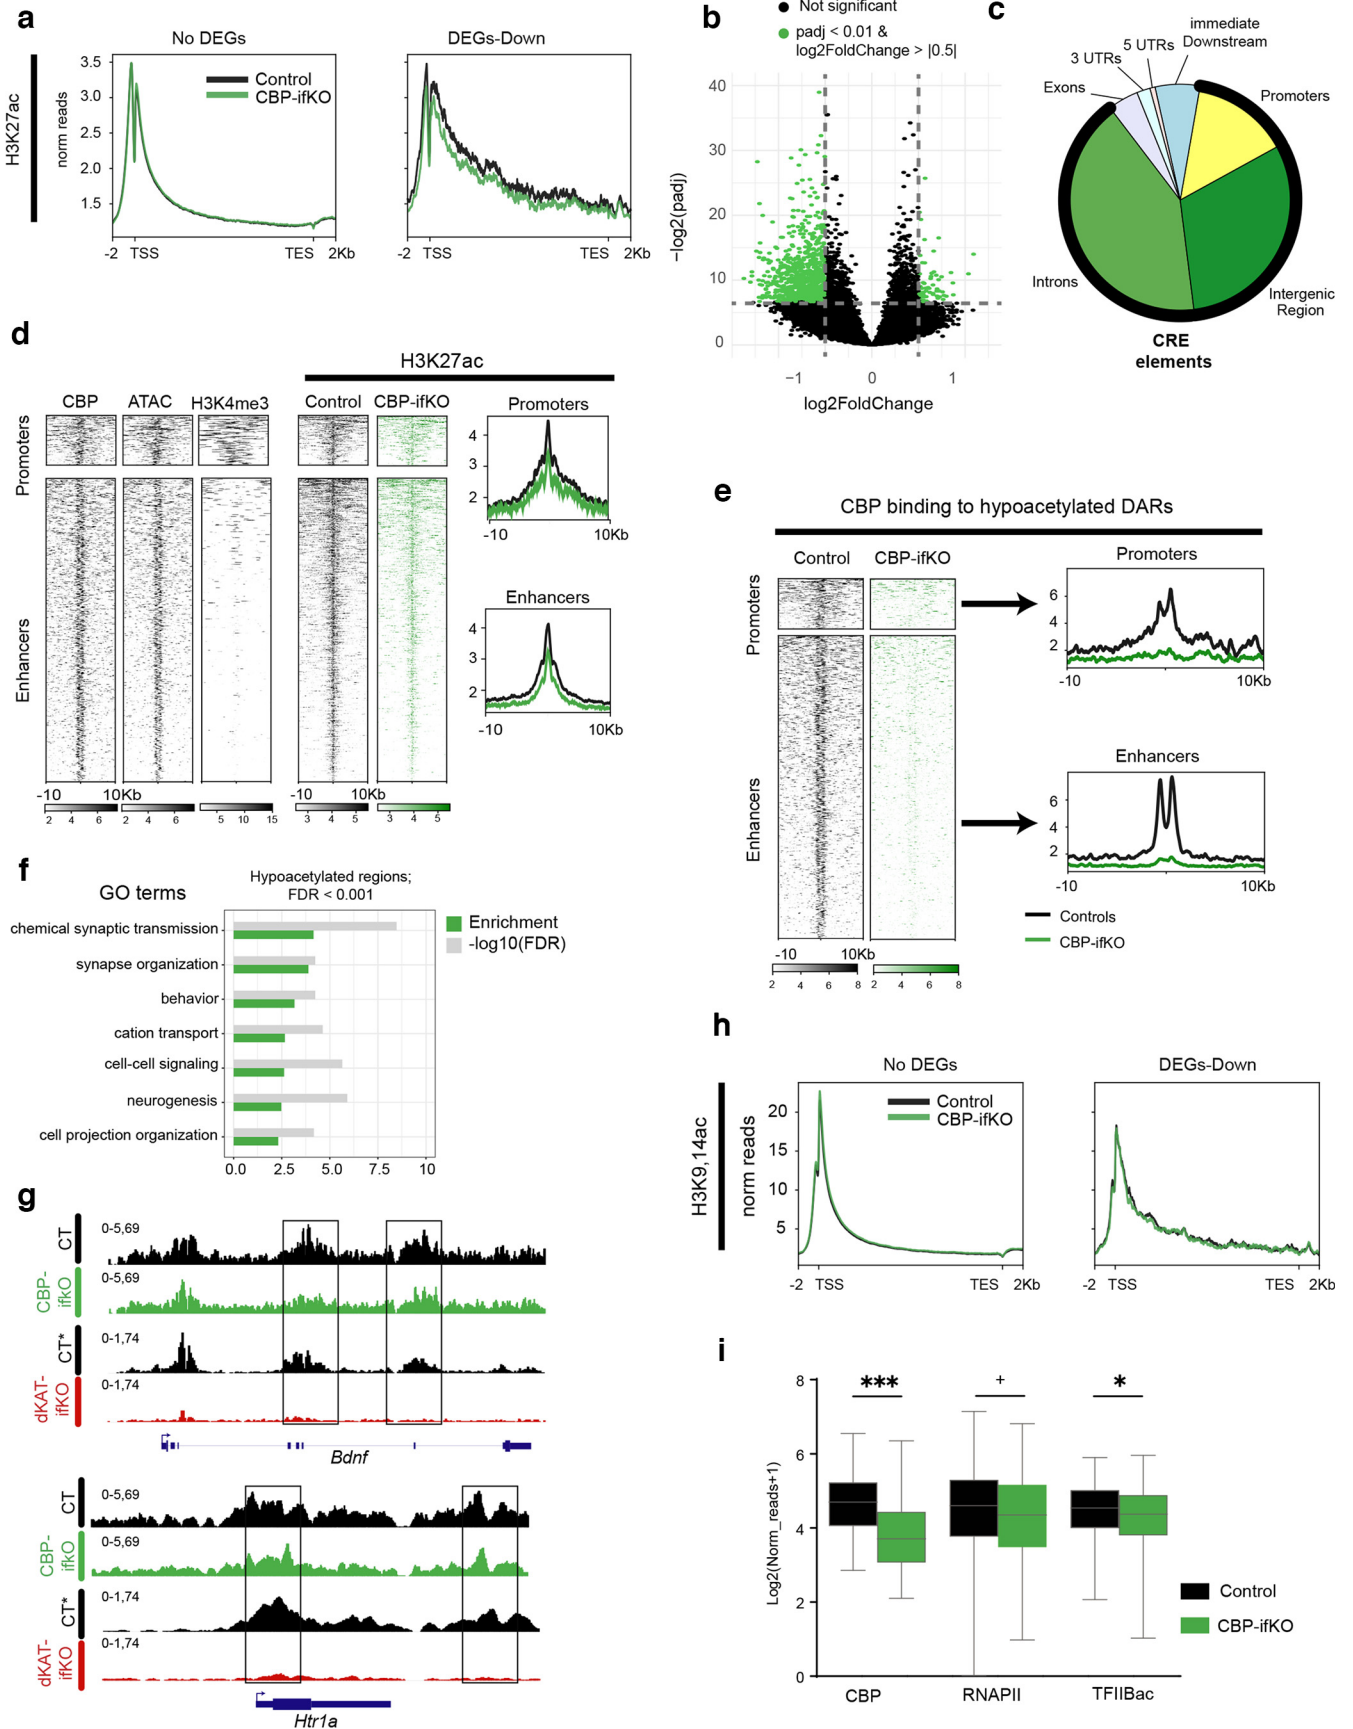 a
No DEGs
DEGs-Down
H3K27ac
norm reads
3.5
3.0
2.5
2.0
1.5
Control
CBP-ifKO
-2 TSS TES 2Kb
-2 TSS TES 2Kb
b
Not significant
padj < 0.01 &
log2FoldChange > |0.5|
−log2(padj)
40
30
20
10
0
−1 0 1
log2FoldChange
c
immediate
Downstream
5 UTRs
3 UTRs
Exons
Promoters
Introns
Intergenic
Region
CRE
elements
d
H3K27ac
CBP ATAC H3K4me3 Control CBP-ifKO
Promoters
Enhancers
-10 10Kb -10 10Kb
2 4 6 2 4 6 5 10 15 3 4 5 3 4 5
Promoters
4
3
2
-10 10Kb
Enhancers
4
3
2
-10 10Kb
e
CBP binding to hypoacetylated DARs
Control CBP-ifKO
Promoters
Enhancers
-10 10Kb
2 4 6 8 2 4 6 8
Promoters
6
4
2
-10 10Kb
Enhancers
6
4
2
-10 10Kb
Controls
CBP-ifKO
f
GO terms
Hypoacetylated regions;
FDR < 0.001
chemical synaptic transmission
synapse organization
behavior
cation transport
cell-cell signaling
neurogenesis
cell projection organization
0.0 2.5 5.0 7.5 10
Enrichment
-log10(FDR)
g
CT
0-5,69
CBP-
ifkO
0-5,69
CT*
0-1,74
dKAT-
ifKO
0-1,74
Bdnf
CT
0-5,69
CBP-
ifKO
0-5,69
CT*
0-1,74
dKAT-
ifKO
0-1,74
Htr1a
h
No DEGs
DEGs-Down
H3K9,14ac
norm reads
20
15
10
5
Control
CBP-ifKO
-2 TSS TES 2Kb
-2 TSS TES 2Kb
i
Log2(Norm_reads+1)
8
6
4
2
0
*** + *
CBP RNAPII TFIIBac
Control
CBP-ifKO